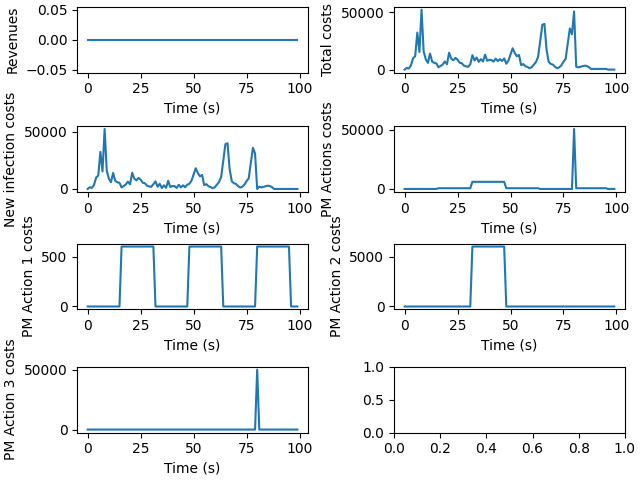 Revenues
0.05
0.00
−0.05
0 25 50 75 100
Time (s)
Total costs
50000
0
0 25 50 75 100
Time (s)
New infection costs
50000
0
0 25 50 75 100
Time (s)
PM Actions costs
50000
0
0 25 50 75 100
Time (s)
PM Action 1 costs
500
0
0 25 50 75 100
Time (s)
PM Action 2 costs
5000
0
0 25 50 75 100
Time (s)
PM Action 3 costs
50000
0
0 25 50 75 100
Time (s)
1.0
0.5
0.0
0.0 0.2 0.4 0.6 0.8 1.0